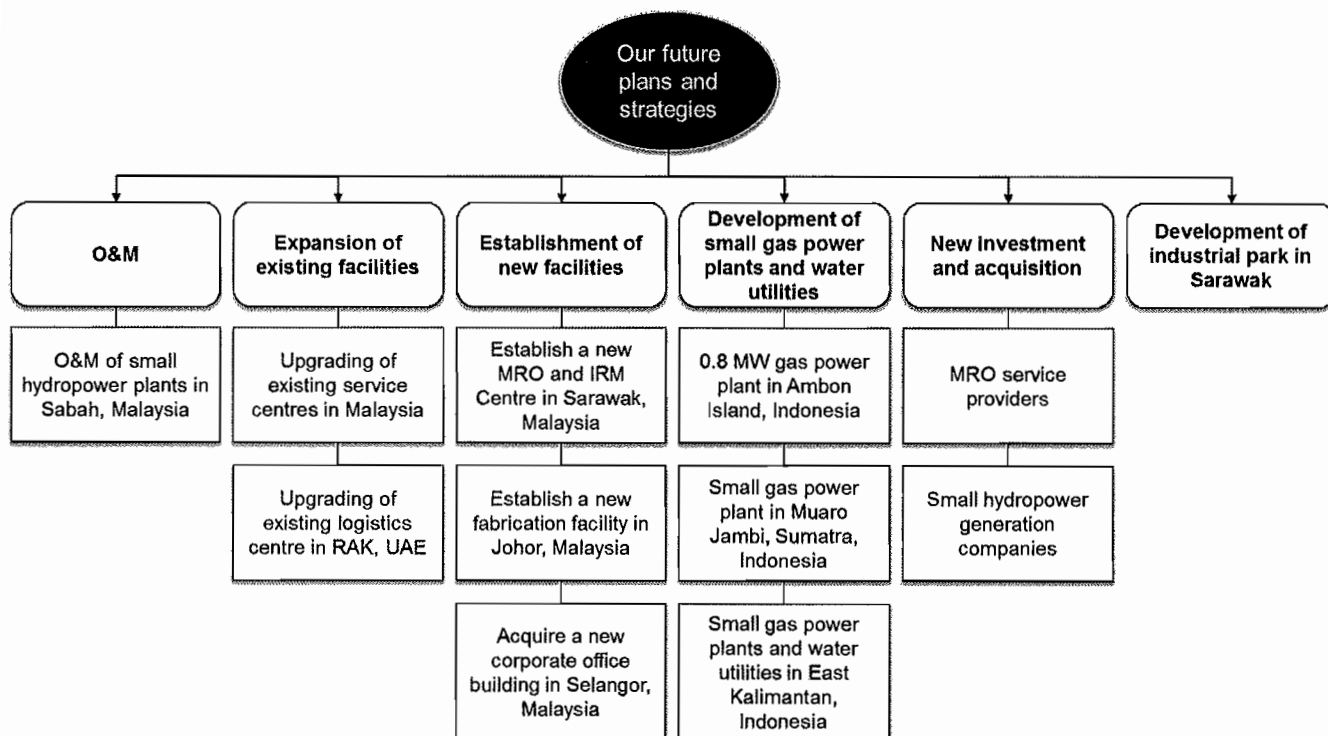 Our future
plans and
strategies
O&M
Expansion of
existing facilities
Establishment of
new facilities
Development of
small gas power
plants and water
utilities
New investment
and acquisition
Development of
industrial park in
Sarawak
O&M of small
hydropower plants in
Sabah, Malaysia
Upgrading of
existing service
centres in Malaysia
Establish a new
MRO and IRM
Centre in Sarawak,
Malaysia
0.8 MW gas power
plant in Ambon
Island, Indonesia
MRO service
providers
Upgrading of
existing logistics
centre in RAK, UAE
Establish a new
fabrication facility in
Johor, Malaysia
Small gas power
plant in Muaro
Jambi, Sumatra,
Indonesia
Small hydropower
generation
companies
Acquire a new
corporate office
building in Selangor,
Malaysia
Small gas power
plants and water
utilities in East
Kalimantan,
Indonesia